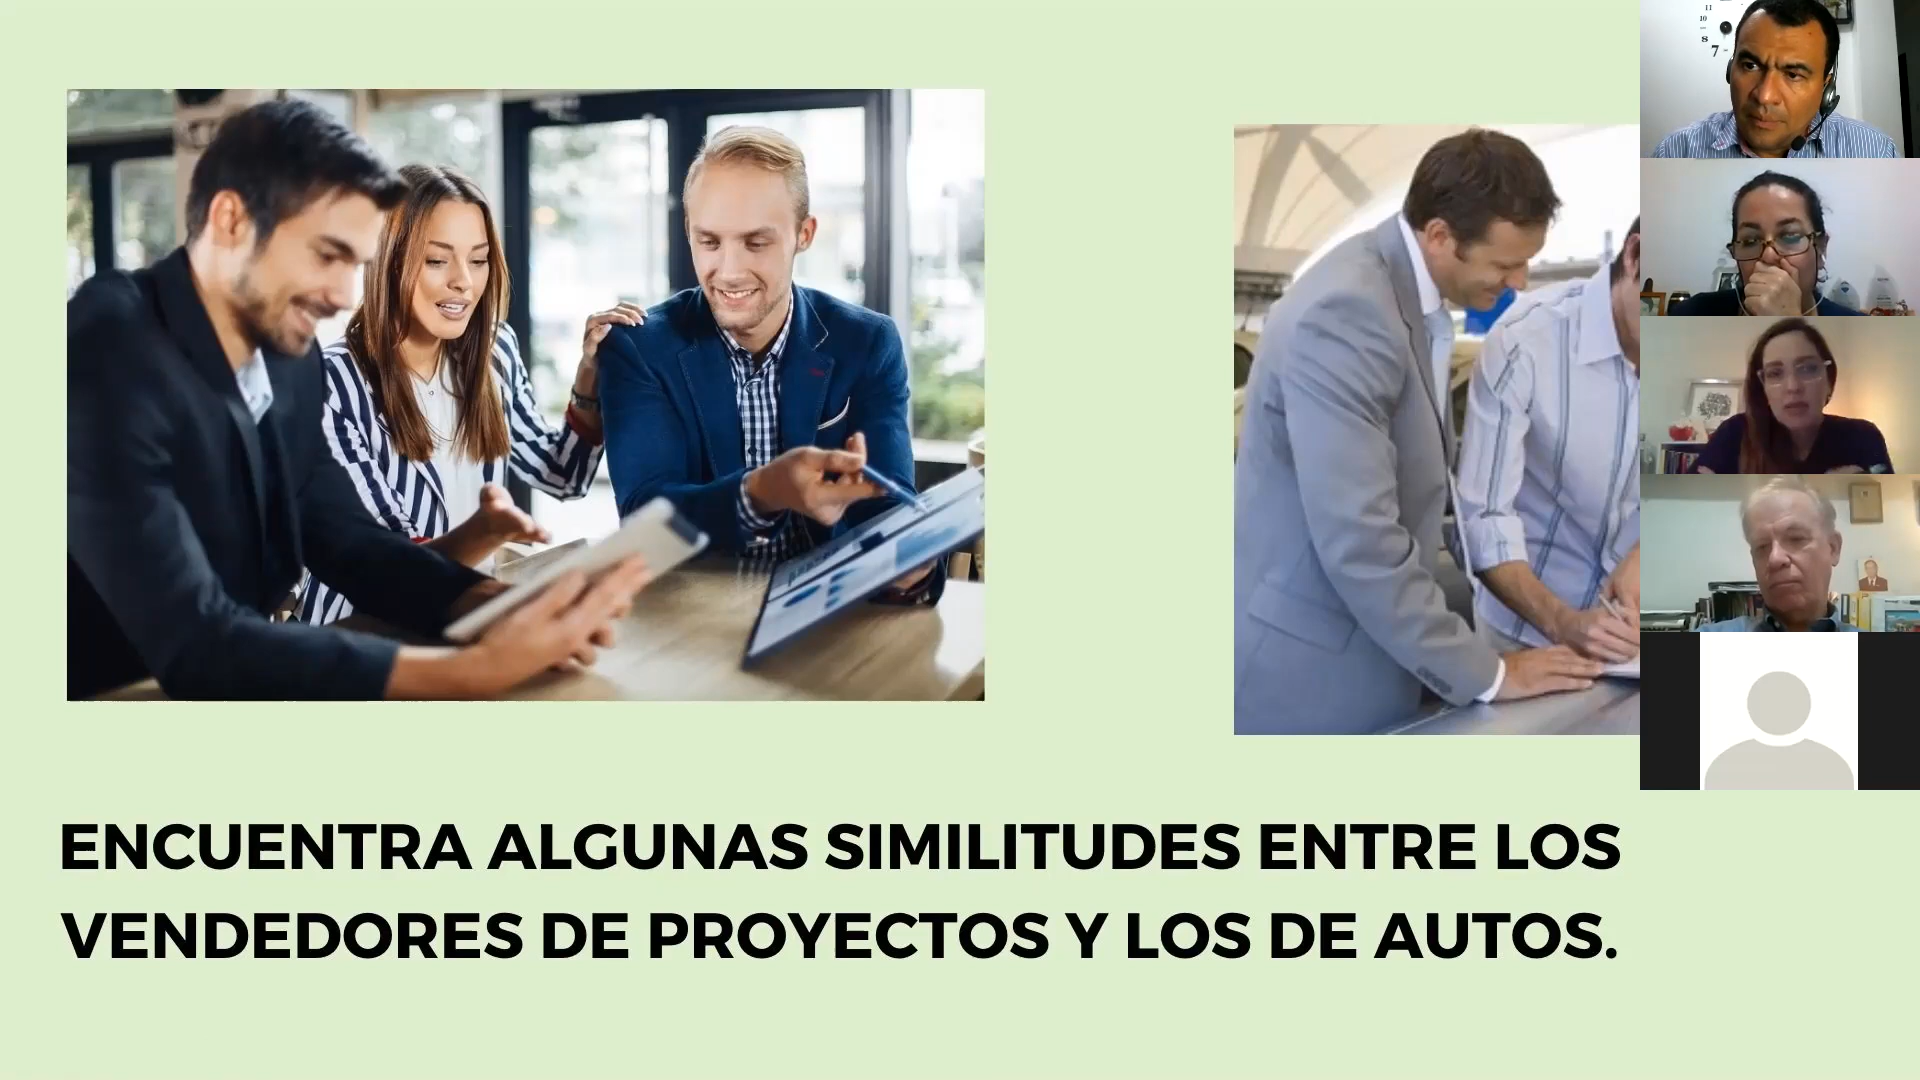 ENCUENTRA ALGUNAS SIMILITUDES ENTRE LOS
VENDEDORES DE PROYECTOS Y LOS DE AUTOS.